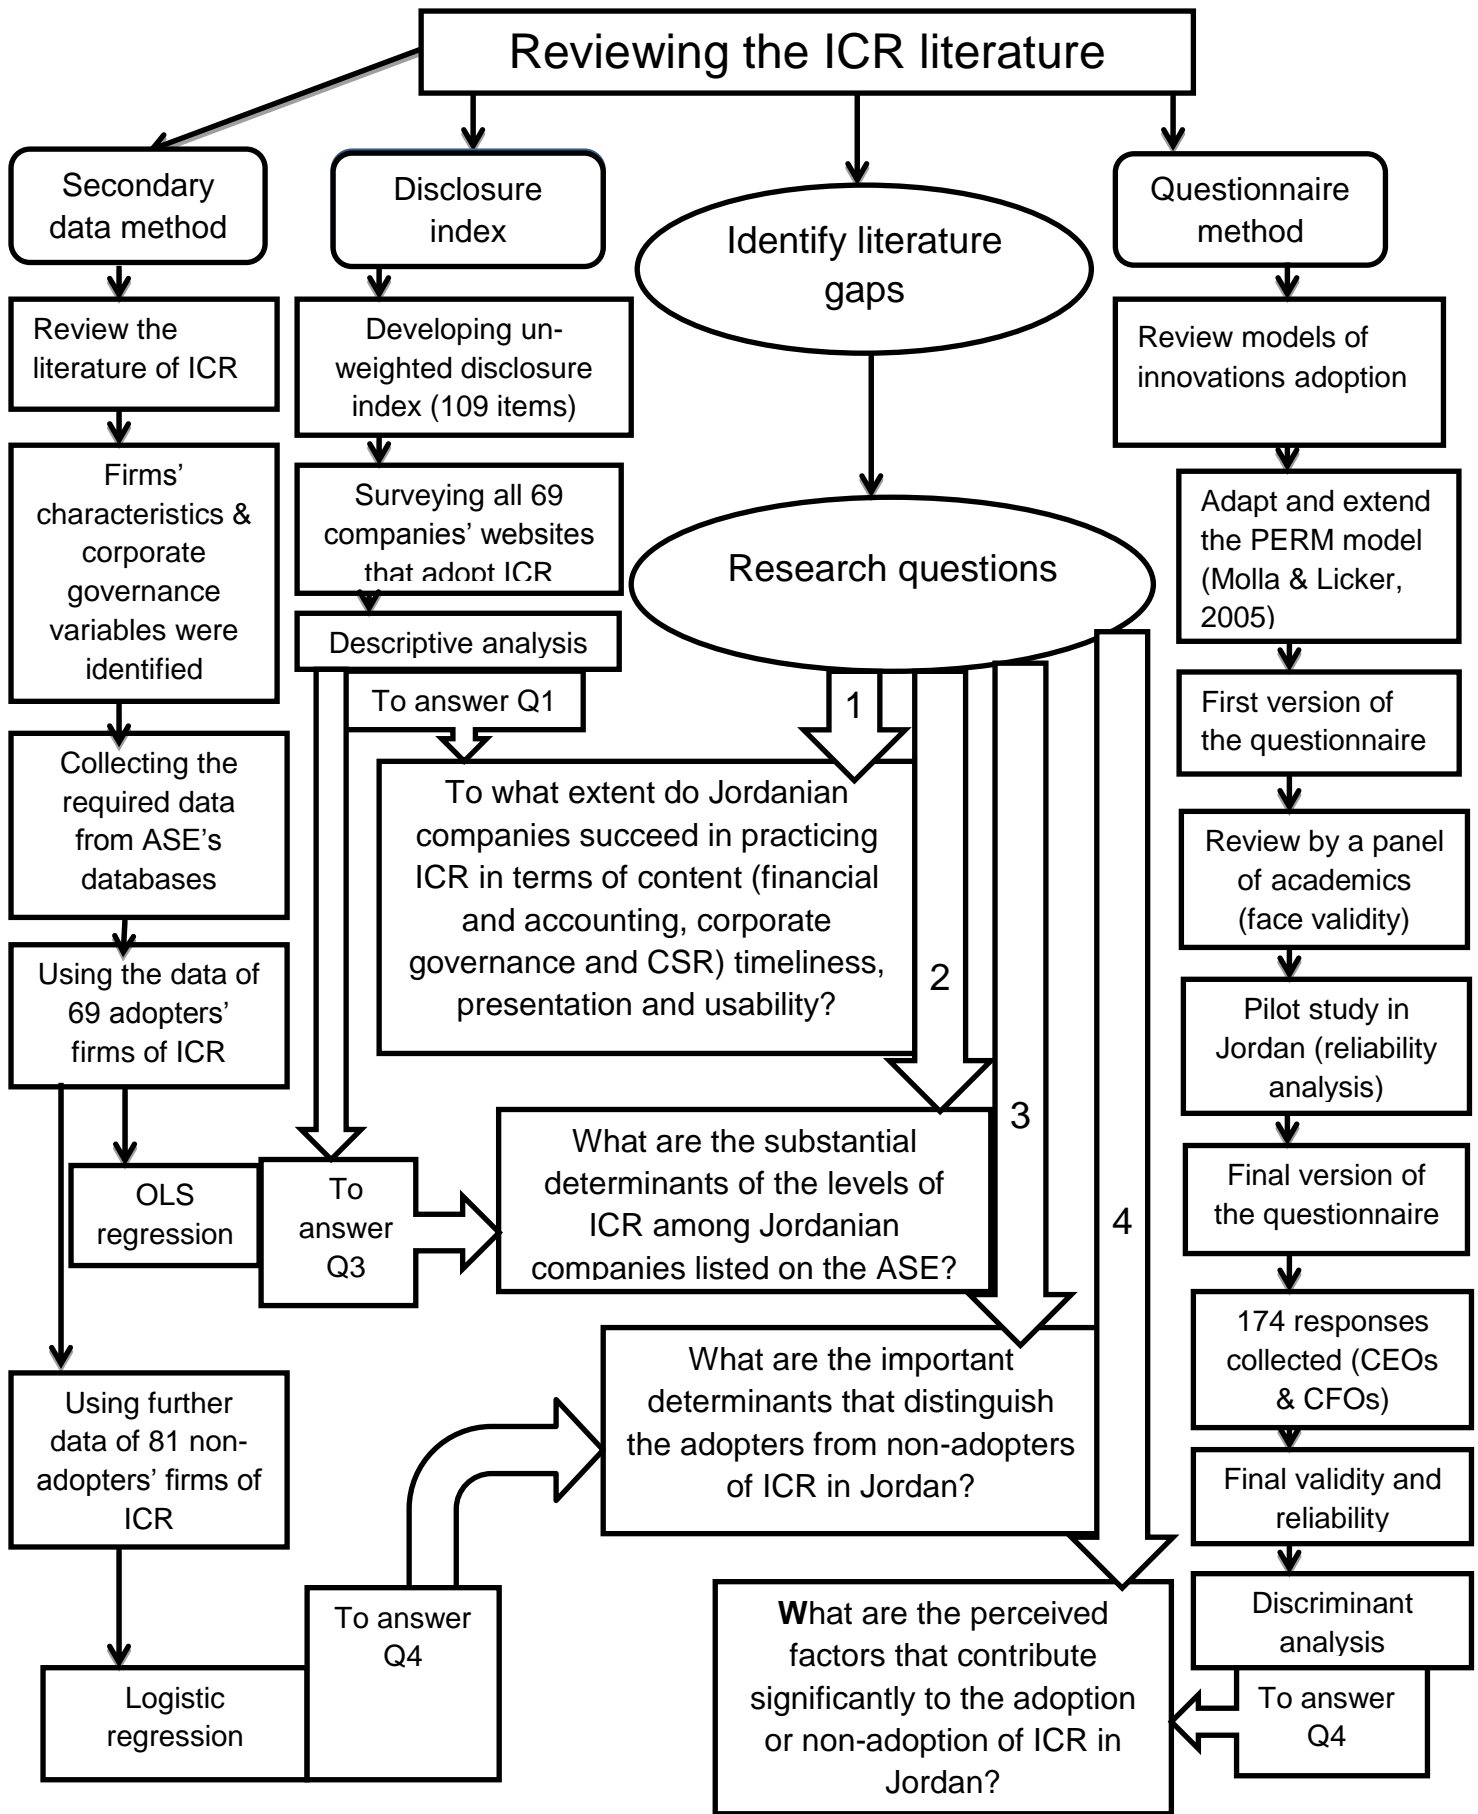 Reviewing the ICR literature
Secondary
data method
Review the
literature of ICR
Firms’
characteristics &
corporate
governance
variables were
identified
Collecting the
required data
from ASE’s
databases
Using the data of
69 adopters’
firms of ICR
OLS
regression
Using further
data of 81 non-
adopters’ firms of
ICR
Logistic
regression
Disclosure
index
Developing un-
weighted disclosure
index (109 items)
Surveying all 69
companies’ websites
that adopt ICR
Descriptive analysis
To answer Q1
To
answer
Q3
To answer
Q4
Identify literature
gaps
Research questions
1
2
3
4
To what extent do Jordanian
companies succeed in practicing
ICR in terms of content (financial
and accounting, corporate
governance and CSR) timeliness,
presentation and usability?
What are the substantial
determinants of the levels of
ICR among Jordanian
companies listed on the ASE?
What are the important
determinants that distinguish
the adopters from non-adopters
of ICR in Jordan?
What are the perceived
factors that contribute
significantly to the adoption
or non-adoption of ICR in
Jordan?
Questionnaire
method
Review models of
innovations adoption
Adapt and extend
the PERM model
(Molla & Licker,
2005)
First version of
the questionnaire
Review by a panel
of academics
(face validity)
Pilot study in
Jordan (reliability
analysis)
Final version of
the questionnaire
174 responses
collected (CEOs
& CFOs)
Final validity and
reliability
Discriminant
analysis
To answer
Q4